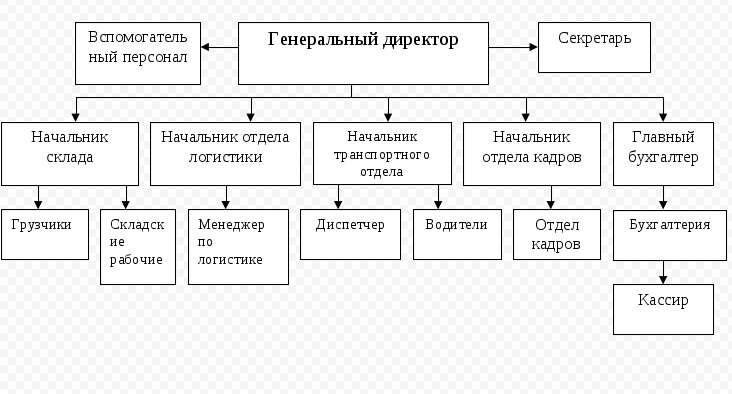 Вспомогатель
ный персонал
Генеральный директор
Секретарь
Начальник
склада
Начальник отдела
логистики
Начальник
транспортного
отдела
Начальник
отдела кадров
Главный
бухгалтер
Грузчики
Складск
ие
рабочие
Менеджер
по
логистике
Диспетчер
Водители
Отдел
кадров
Бухгалтерия
Кассир